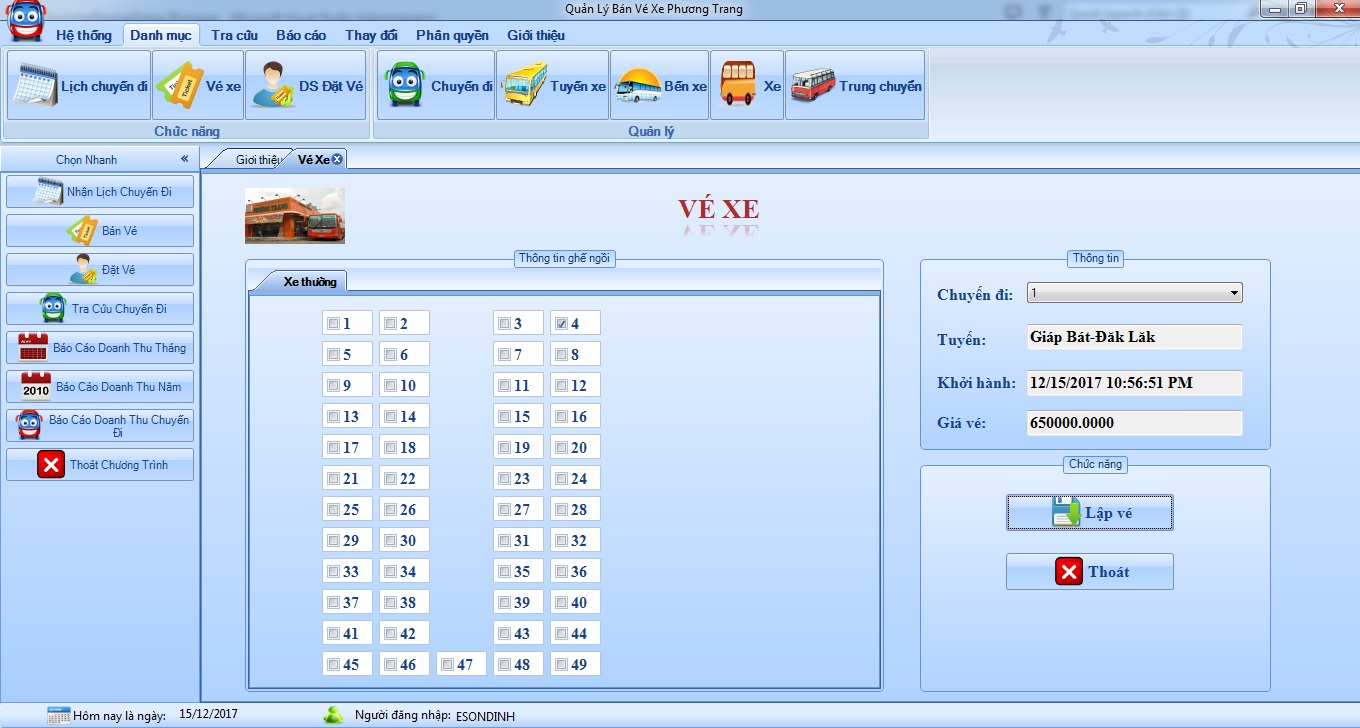 Quản Lý Bán Vé Xe Phương Trang
Hệ thống Danh mục Tra cứu Báo cáo Thay đổi Phân quyền Giới thiệu
Lịch chuyến đi Vé xe DS Đặt Vé Chuyến đi Tuyến xe Bến xe Xe Trung chuyển
Chức năng Quản lý
Chọn Nhanh «
Giới thiệu Vé Xe
Nhận Lịch Chuyến Đi
Bán Vé
Đặt Vé
Tra Cứu Chuyến Đi
Báo Cáo Doanh Thu Tháng
2010 Báo Cáo Doanh Thu Năm
Báo Cáo Doanh Thu Chuyến
Đi
Thoát Chương Trình
VÉ XE
Thông tin ghế ngồi
Xe thường
1 2 3 4
5 6 7 8
9 10 11 12
13 14 15 16
17 18 19 20
21 22 23 24
25 26 27 28
29 30 31 32
33 34 35 36
37 38 39 40
41 42 43 44
45 46 47 48 49
Thông tin
Chuyến đi: 1
Tuyến: Giáp Bát-Đăk Lăk
Khởi hành: 12/15/2017 10:56:51 PM
Giá vé: 650000.0000
Chức năng
Lập vé
Thoát
Hôm nay là ngày: 15/12/2017 Người đăng nhập: ESONDINH